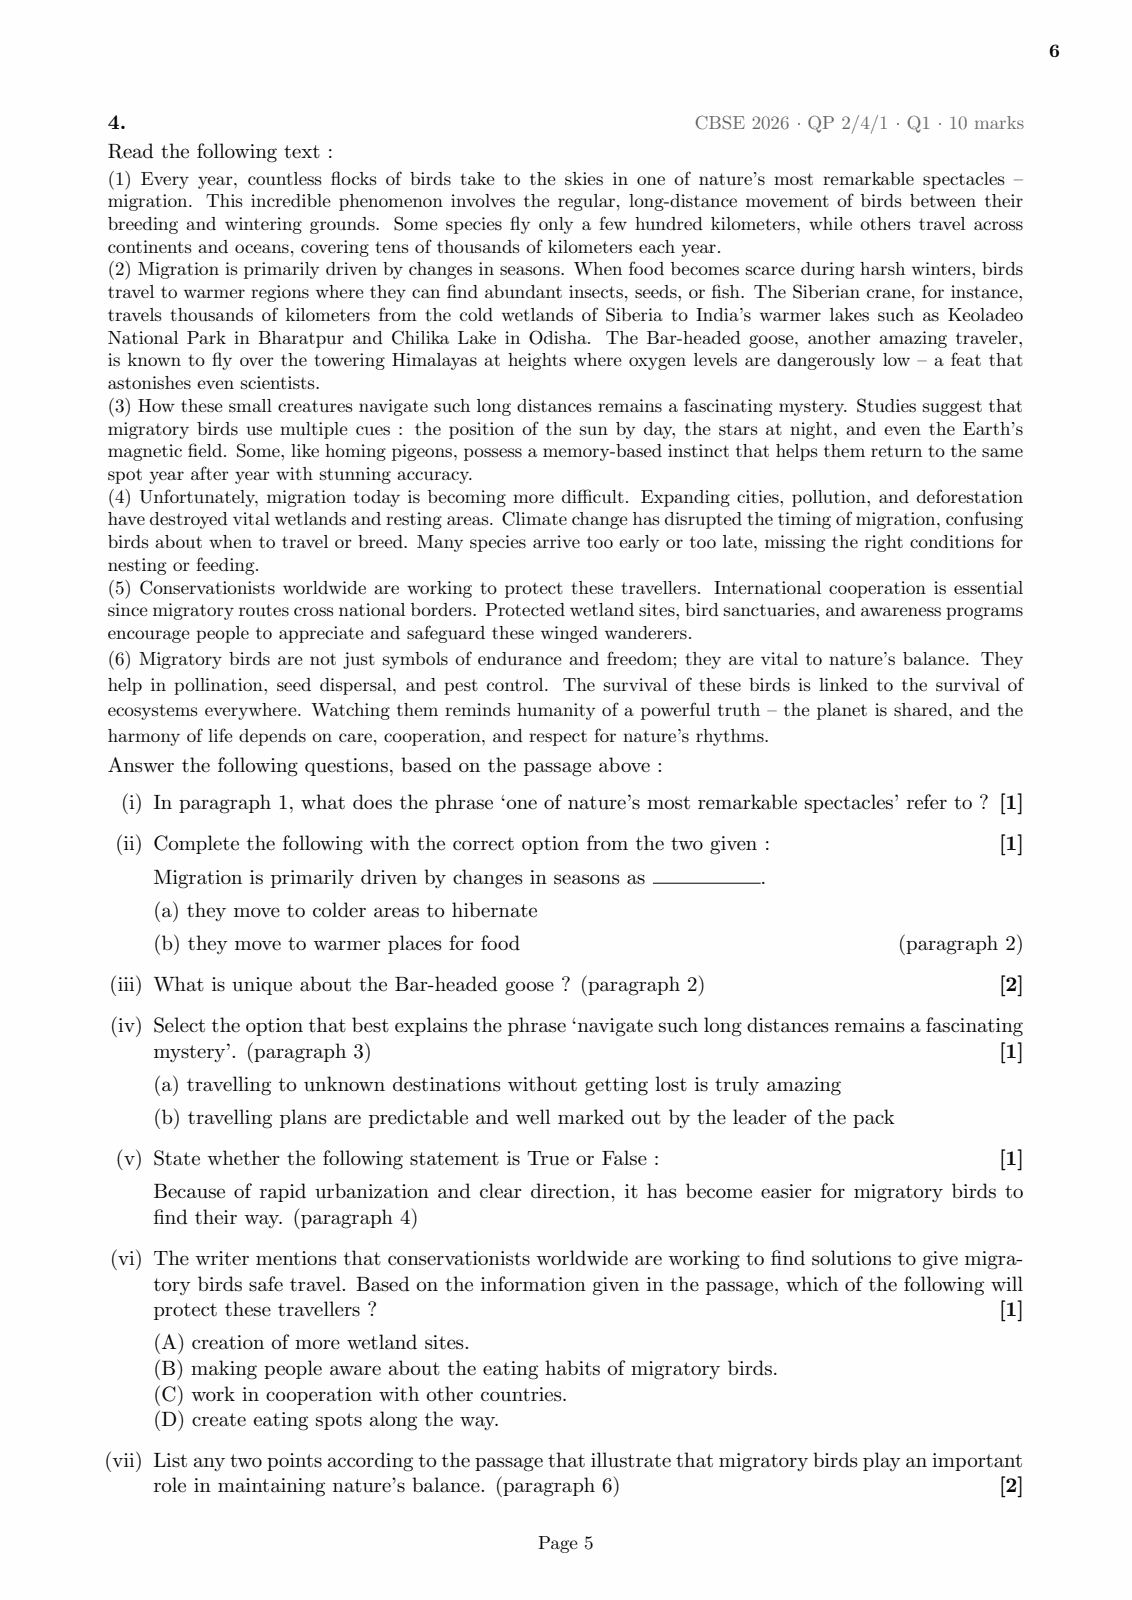 6
4.
CBSE 2026 · QP 2/4/1 · Q1 · 10 marks
Read the following text :
(1) Every year, countless flocks of birds take to the skies in one of nature's most remarkable spectacles –
migration. This incredible phenomenon involves the regular, long-distance movement of birds between their
breeding and wintering grounds. Some species fly only a few hundred kilometers, while others travel across
continents and oceans, covering tens of thousands of kilometers each year.
(2) Migration is primarily driven by changes in seasons. When food becomes scarce during harsh winters, birds
travel to warmer regions where they can find abundant insects, seeds, or fish. The Siberian crane, for instance,
travels thousands of kilometers from the cold wetlands of Siberia to India's warmer lakes such as Keoladeo
National Park in Bharatpur and Chilika Lake in Odisha. The Bar-headed goose, another amazing traveler,
is known to fly over the towering Himalayas at heights where oxygen levels are dangerously low – a feat that
astonishes even scientists.
(3) How these small creatures navigate such long distances remains a fascinating mystery. Studies suggest that
migratory birds use multiple cues : the position of the sun by day, the stars at night, and even the Earth's
magnetic field. Some, like homing pigeons, possess a memory-based instinct that helps them return to the same
spot year after year with stunning accuracy.
(4) Unfortunately, migration today is becoming more difficult. Expanding cities, pollution, and deforestation
have destroyed vital wetlands and resting areas. Climate change has disrupted the timing of migration, confusing
birds about when to travel or breed. Many species arrive too early or too late, missing the right conditions for
nesting or feeding.
(5) Conservationists worldwide are working to protect these travellers. International cooperation is essential
since migratory routes cross national borders. Protected wetland sites, bird sanctuaries, and awareness programs
encourage people to appreciate and safeguard these winged wanderers.
(6) Migratory birds are not just symbols of endurance and freedom; they are vital to nature's balance. They
help in pollination, seed dispersal, and pest control. The survival of these birds is linked to the survival of
ecosystems everywhere. Watching them reminds humanity of a powerful truth – the planet is shared, and the
harmony of life depends on care, cooperation, and respect for nature's rhythms.
Answer the following questions, based on the passage above :
(i) In paragraph 1, what does the phrase 'one of nature's most remarkable spectacles' refer to ? [1]
(ii) Complete the following with the correct option from the two given : [1]
Migration is primarily driven by changes in seasons as __________.
(a) they move to colder areas to hibernate
(b) they move to warmer places for food (paragraph 2)
(iii) What is unique about the Bar-headed goose ? (paragraph 2) [2]
(iv) Select the option that best explains the phrase 'navigate such long distances remains a fascinating
mystery'. (paragraph 3) [1]
(a) travelling to unknown destinations without getting lost is truly amazing
(b) travelling plans are predictable and well marked out by the leader of the pack
(v) State whether the following statement is True or False : [1]
Because of rapid urbanization and clear direction, it has become easier for migratory birds to
find their way. (paragraph 4)
(vi) The writer mentions that conservationists worldwide are working to find solutions to give migra-
tory birds safe travel. Based on the information given in the passage, which of the following will
protect these travellers ? [1]
(A) creation of more wetland sites.
(B) making people aware about the eating habits of migratory birds.
(C) work in cooperation with other countries.
(D) create eating spots along the way.
(vii) List any two points according to the passage that illustrate that migratory birds play an important
role in maintaining nature's balance. (paragraph 6) [2]
Page 5